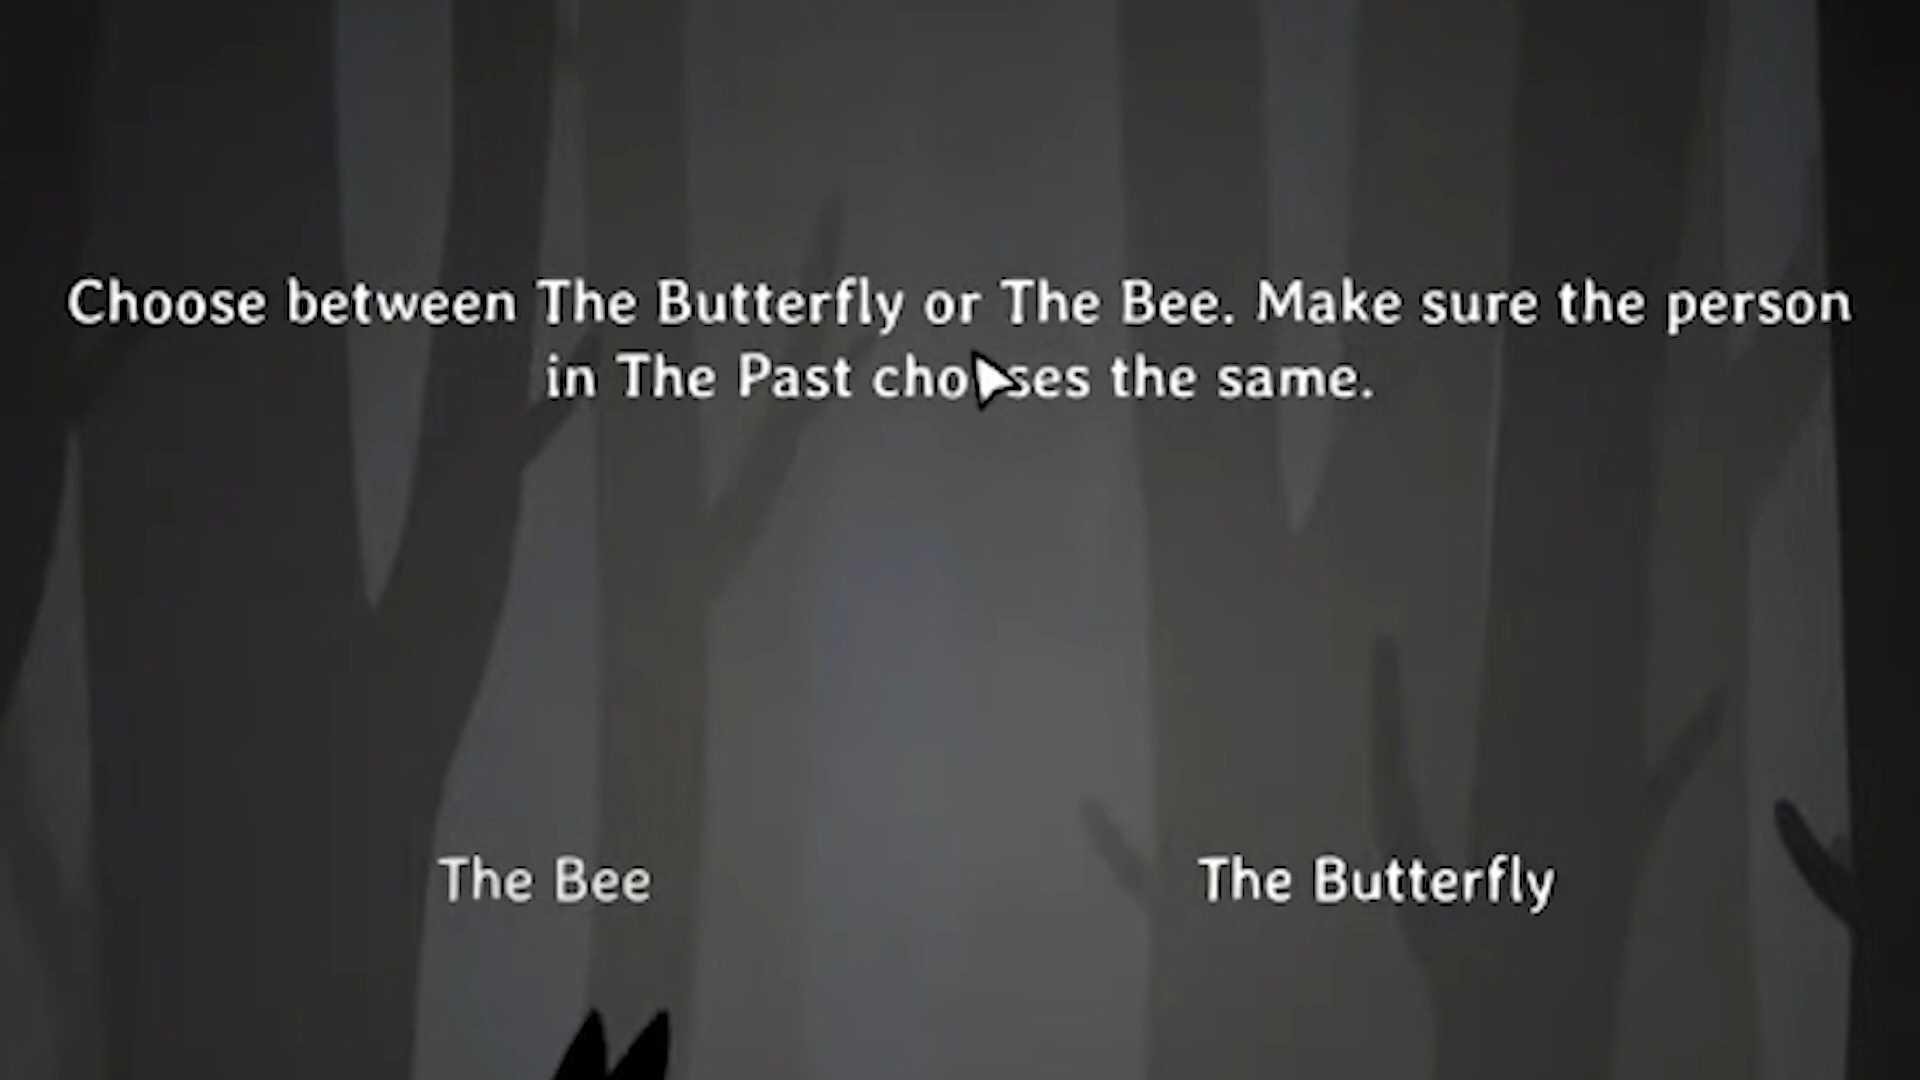 Choose between The Butterfly or The Bee. Make sure the person
in The Past chooses the same.
The Bee
The Butterfly